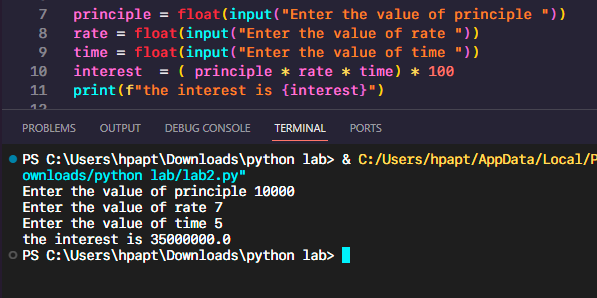 7 principle = float(input("Enter the value of principle "))
8 rate = float(input("Enter the value of rate "))
9 time = float(input("Enter the value of time "))
10 interest  = ( principle * rate * time) * 100
11 print(f"the interest is {interest}")
12
PROBLEMS OUTPUT DEBUG CONSOLE TERMINAL PORTS
PS C:\Users\hpapt\Downloads\python lab> & C:/Users/hpapt/AppData/Local/P
ownloads/python lab/lab2.py"
Enter the value of principle 10000
Enter the value of rate 7
Enter the value of time 5
the interest is 35000000.0
PS C:\Users\hpapt\Downloads\python lab>